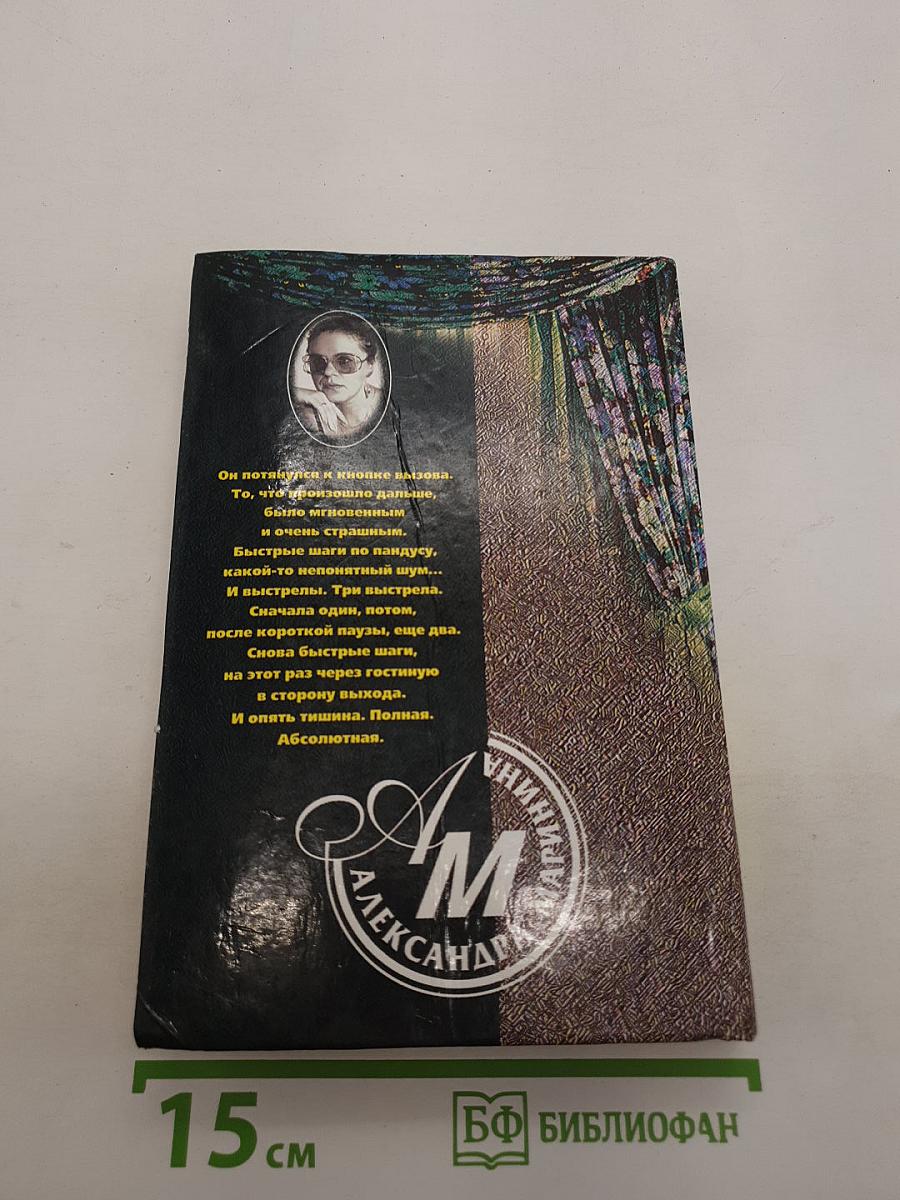 Он потянулся к кнопке вызова.
То, что произошло дальше,
было мгновенным
и очень страшным.
Быстрые шаги по пандусу,
какой-то непонятный шум...
И выстрелы. Три выстрела.
Сначала один, потом,
после короткой паузы, еще два.
Снова быстрые шаги,
на этот раз через гостиную
в сторону выхода.
И опять тишина. Полная.
Абсолютная.
АМ
АЛЕКСАНДРА МАРИНИНА
15 см
БФ БИБЛИОФАН